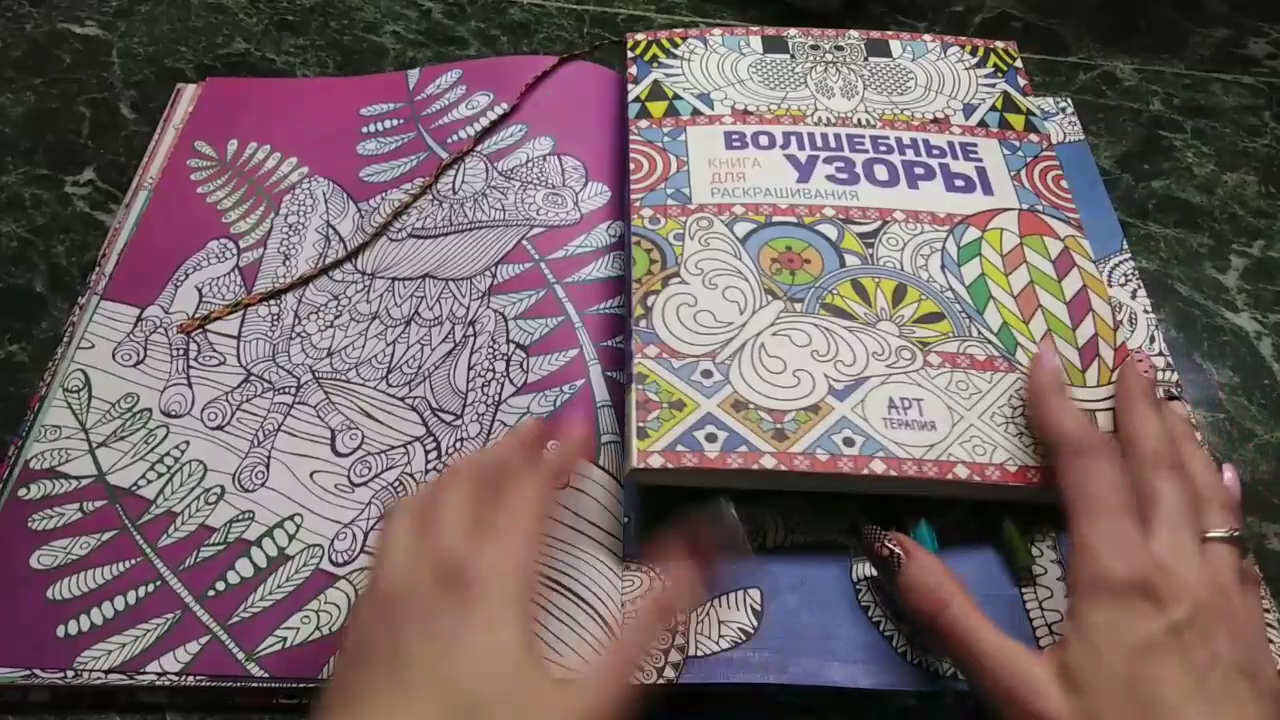 ВОЛШЕБНЫЕ
УЗОРЫ
КНИГА
ДЛЯ
РАСКРАШИВАНИЯ
АРТ
ТЕРАПИЯ